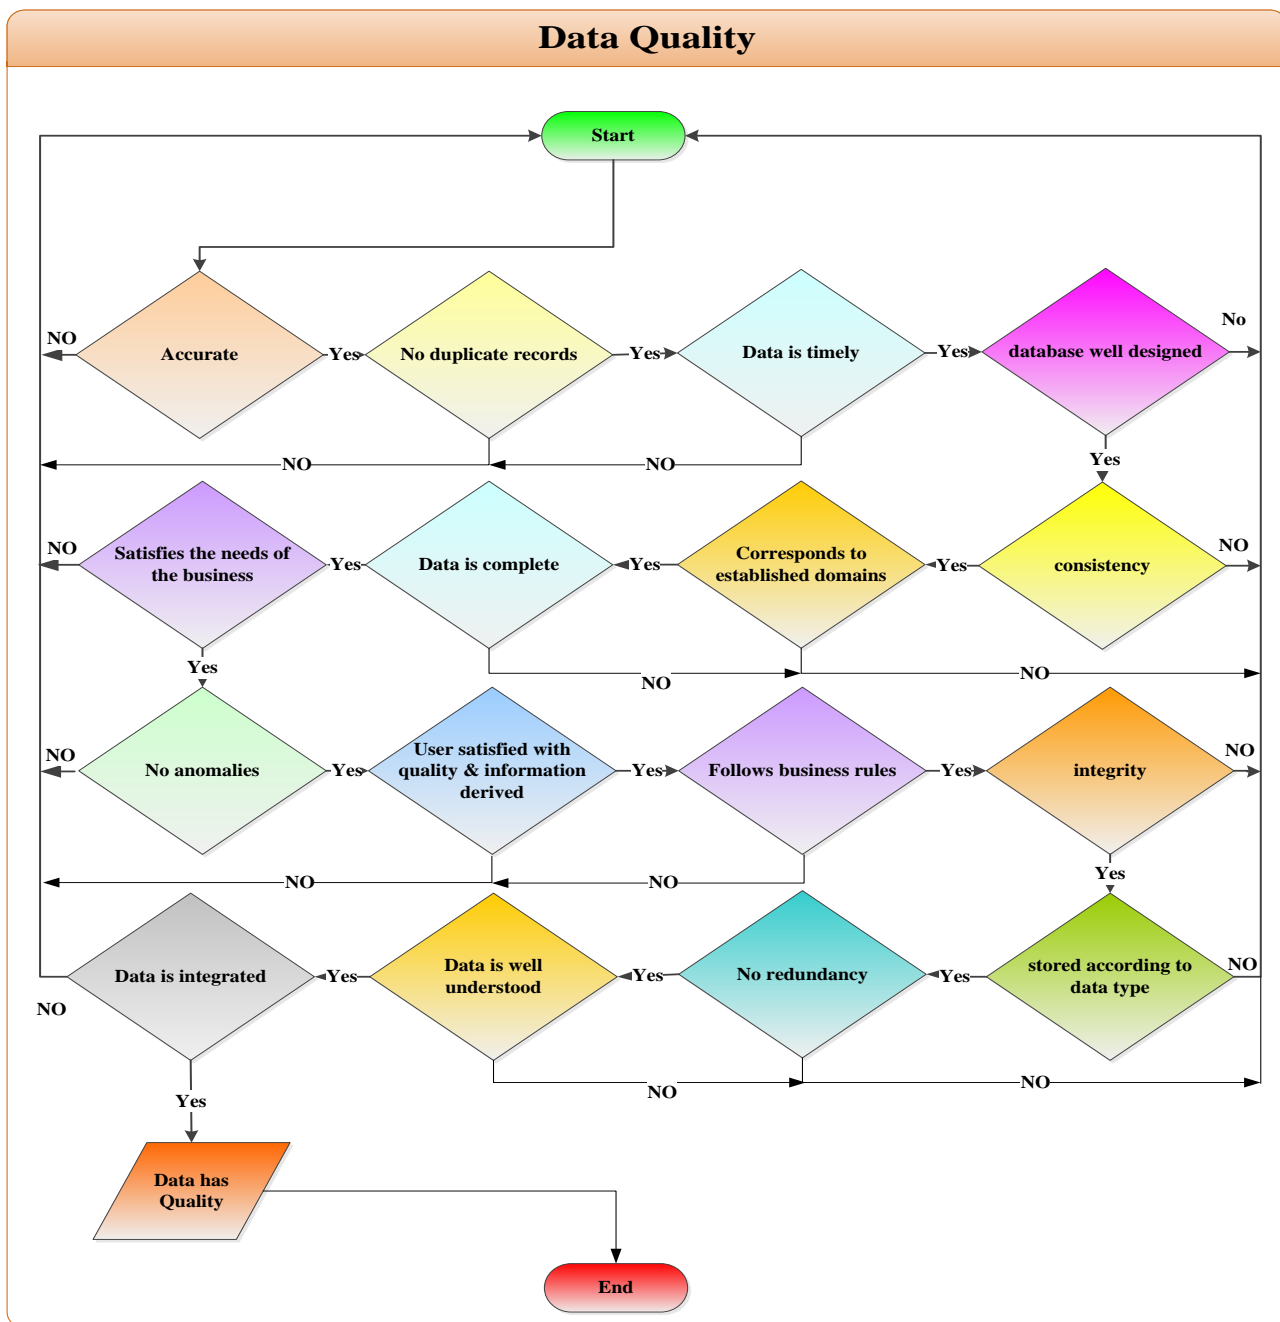 Data Quality
Start
NO
Accurate
Yes
No duplicate records
Yes
Data is timely
Yes
database well designed
No
NO
NO
Yes
NO
Satisfies the needs of
the business
Yes
Data is complete
Yes
Corresponds to
established domains
Yes
consistency
NO
Yes
NO
NO
NO
No anomalies
Yes
User satisfied with
quality & information
derived
Yes
Follows business rules
Yes
integrity
NO
NO
NO
Yes
Data is integrated
NO
Yes
Data is well
understood
Yes
No redundancy
Yes
stored according to
data type
NO
Yes
NO
NO
Data has
Quality
End